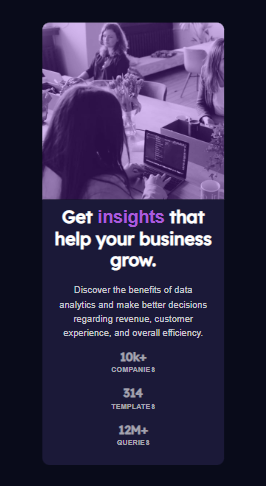 Get insights that
help your business
grow.
Discover the benefits of data
analytics and make better decisions
regarding revenue, customer
experience, and overall efficiency.
10k+
COMPANIES
314
TEMPLATES
12M+
QUERIES